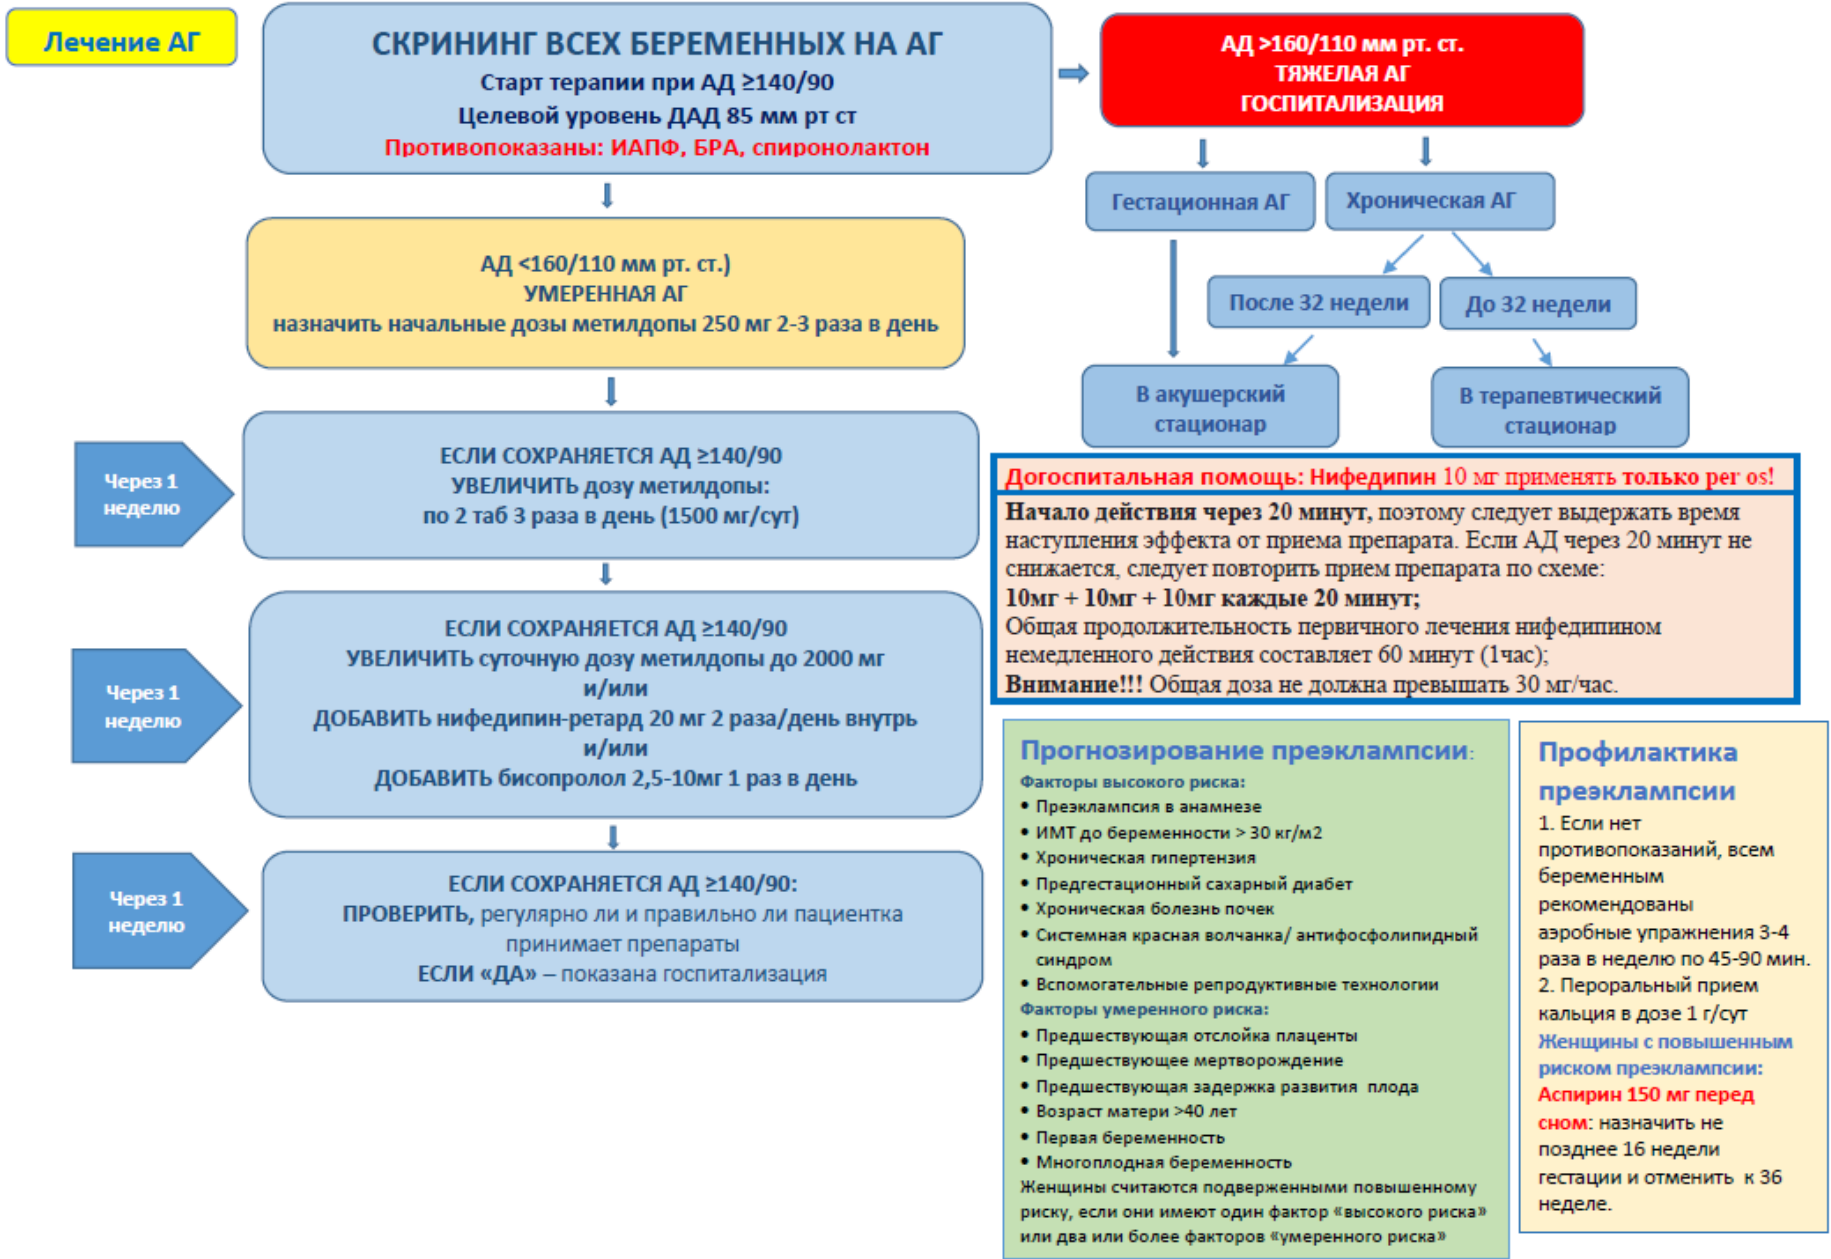 Лечение АГ
СКРИНИНГ ВСЕХ БЕРЕМЕННЫХ НА АГ
Старт терапии при АД ≥140/90
Целевой уровень ДАД 85 мм рт ст
Противопоказаны: ИАПФ, БРА, спиронолактон
АД <160/110 мм рт. ст.)
УМЕРЕННАЯ АГ
назначить начальные дозы метилдопы 250 мг 2-3 раза в день
Через 1
неделю
ЕСЛИ СОХРАНЯЕТСЯ АД ≥140/90
УВЕЛИЧИТЬ дозу метилдопы:
по 2 таб 3 раза в день (1500 мг/сут)
Через 1
неделю
ЕСЛИ СОХРАНЯЕТСЯ АД ≥140/90
УВЕЛИЧИТЬ суточную дозу метилдопы до 2000 мг
и/или
ДОБАВИТЬ нифедипин-ретард 20 мг 2 раза/день внутрь
и/или
ДОБАВИТЬ бисопролол 2,5-10мг 1 раз в день
Через 1
неделю
ЕСЛИ СОХРАНЯЕТСЯ АД ≥140/90:
ПРОВЕРИТЬ, регулярно ли и правильно ли пациентка
принимает препараты
ЕСЛИ «ДА» – показана госпитализация
АД >160/110 мм рт. ст.
ТЯЖЕЛАЯ АГ
ГОСПИТАЛИЗАЦИЯ
Гестационная АГ
Хроническая АГ
После 32 недели
До 32 недели
В акушерский
стационар
В терапевтический
стационар
Догоспитальная помощь: Нифедипин 10 мг применять только per os!
Начало действия через 20 минут, поэтому следует выдержать время
наступления эффекта от приема препарата. Если АД через 20 минут не
снижается, следует повторить прием препарата по схеме:
10мг + 10мг + 10мг каждые 20 минут;
Общая продолжительность первичного лечения нифедипином
немедленного действия составляет 60 минут (1час);
Внимание!!! Общая доза не должна превышать 30 мг/час.
Прогнозирование преэклампсии:
Факторы высокого риска:
• Преэклампсия в анамнезе
• ИМТ до беременности > 30 кг/м2
• Хроническая гипертензия
• Предгестационный сахарный диабет
• Хроническая болезнь почек
• Системная красная волчанка/ антифосфолипидный
синдром
• Вспомогательные репродуктивные технологии
Факторы умеренного риска:
• Предшествующая отслойка плаценты
• Предшествующее мертворождение
• Предшествующая задержка развития плода
• Возраст матери >40 лет
• Первая беременность
• Многоплодная беременность
Женщины считаются подверженными повышенному
риску, если они имеют один фактор «высокого риска»
или два или более факторов «умеренного риска»
Профилактика
преэклампсии
1. Если нет
противопоказаний, всем
беременным
рекомендованы
аэробные упражнения 3-4
раза в неделю по 45-90 мин.
2. Пероральный прием
кальция в дозе 1 г/сут
Женщины с повышенным
риском преэклампсии:
Аспирин 150 мг перед
сном: назначить не
позднее 16 недели
гестации и отменить к 36
неделе.